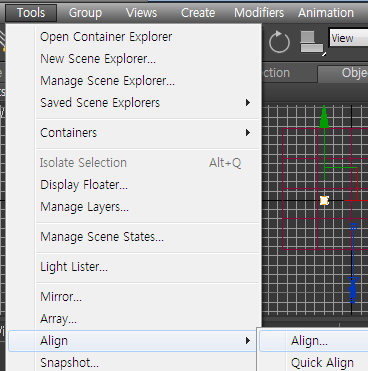 Tools Group Views Create Modifiers Animation
Open Container Explorer
New Scene Explorer...
Manage Scene Explorer...
Saved Scene Explorers
Containers
Isolate Selection Alt+Q
Display Floater...
Manage Layers...
Manage Scene States...
Light Lister...
Mirror...
Array...
Align
Snapshot...
Align...
Quick Align
View
ction
Obje